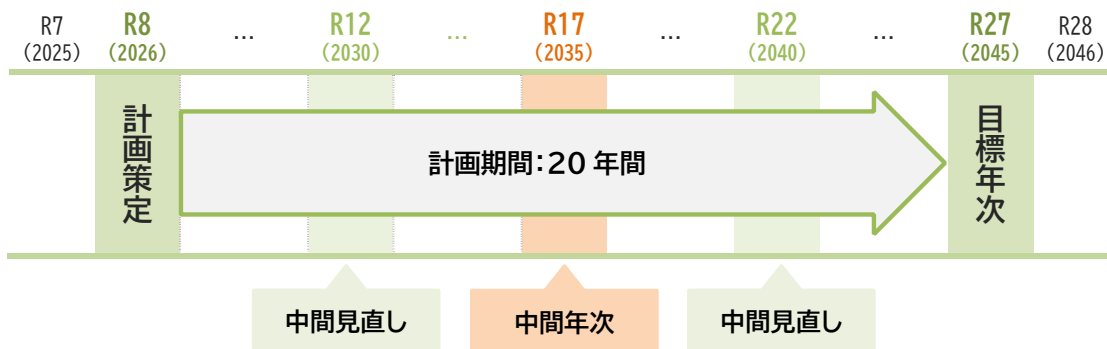 R7 R8 … R12 … R17 … R22 … R27 R28
(2025) (2026) (2030) (2035) (2040) (2045) (2046)
計画策定
計画期間：20 年間
目標年次
中間見直し 中間年次 中間見直し